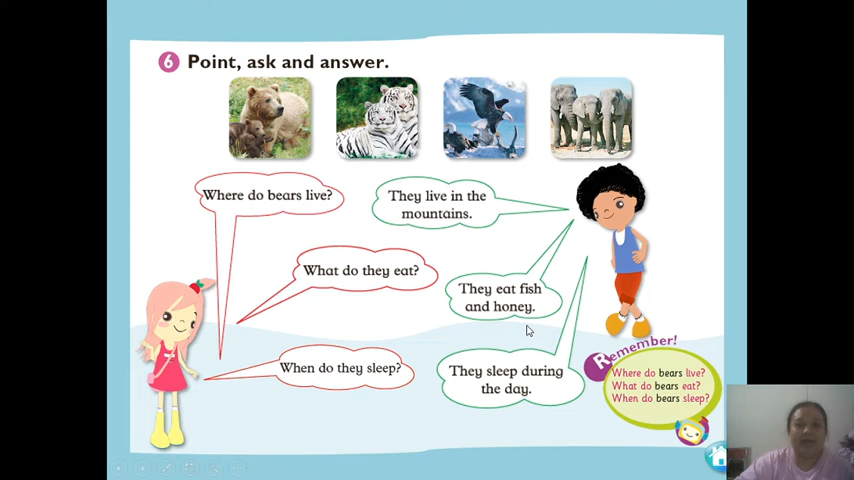 6 Point, ask and answer.
Where do bears live?
They live in the
mountains.
What do they eat?
They eat fish
and honey.
When do they sleep?
They sleep during
the day.
Remember!
Where do bears live?
What do bears eat?
When do bears sleep?